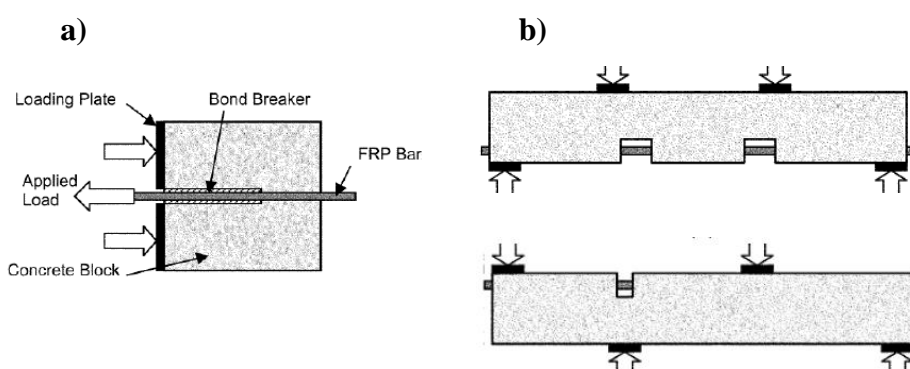 a)
b)
Loading Plate
Bond Breaker
FRP Bar
Applied
Load
Concrete Block